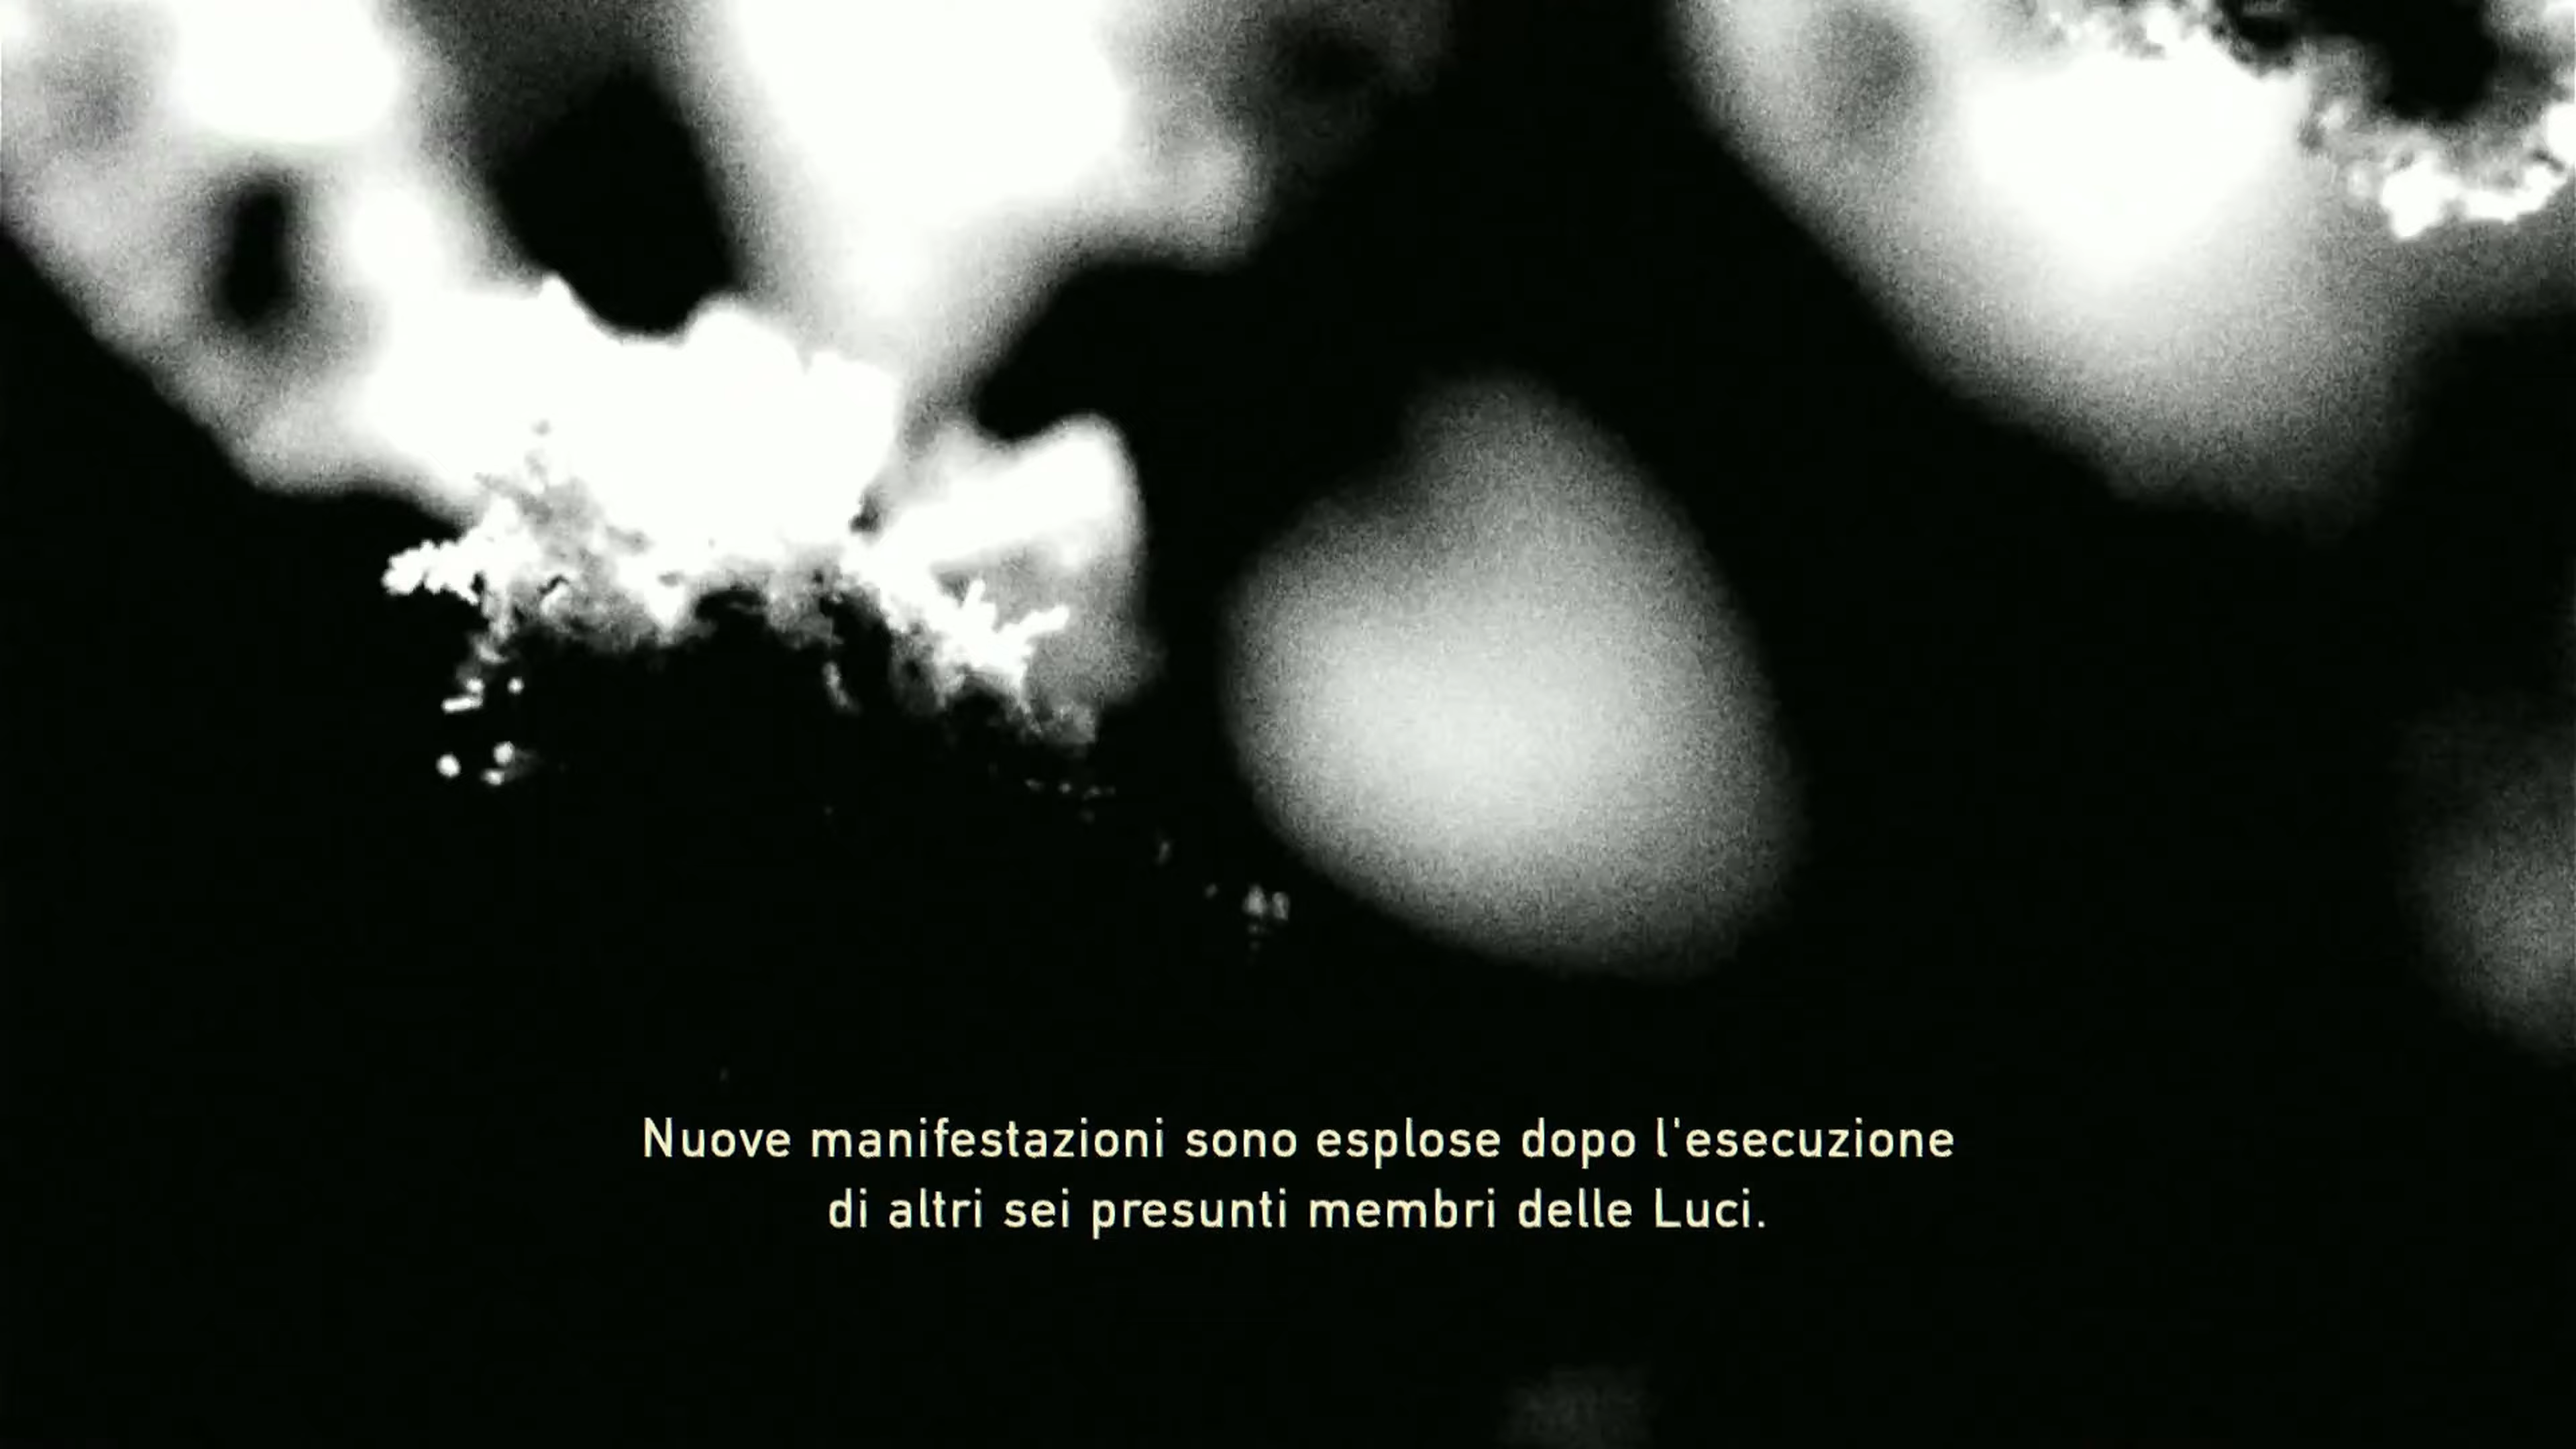 Nuove manifestazioni sono esplose dopo l'esecuzione
di altri sei presunti membri delle Luci.